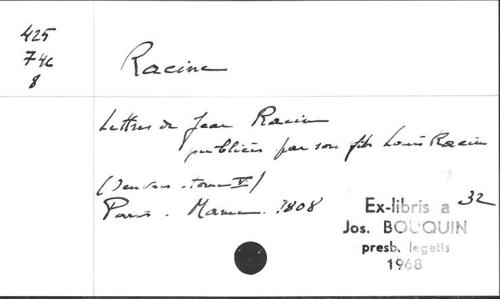 425
746
8
Racine
Lettres de Jean Racine
publiées par son fils Louis Racine
(Oeuvres. tome V)
Paris. Mame. 1808
32
Ex-libris a
Jos. BOUQUIN
presb. legatis
1968